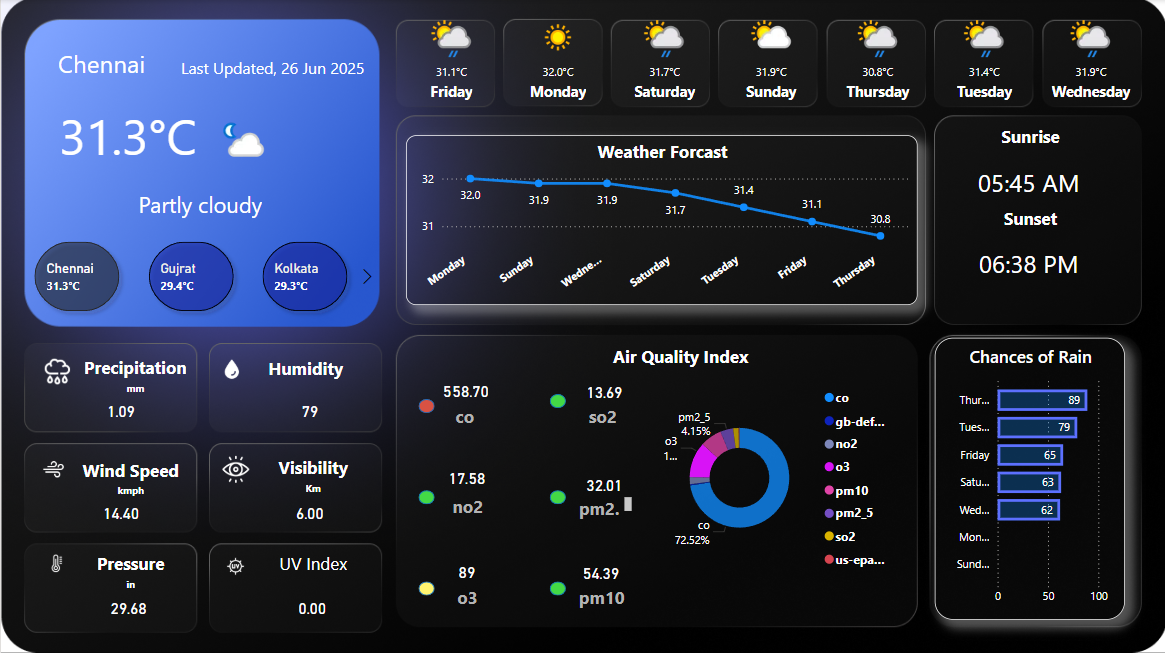 Chennai
Last Updated, 26 Jun 2025
31.3°C
Partly cloudy
Chennai
31.3°C
Gujrat
29.4°C
Kolkata
29.3°C
31.1°C
Friday
32.0°C
Monday
31.7°C
Saturday
31.9°C
Sunday
30.8°C
Thursday
31.4°C
Tuesday
31.9°C
Wednesday
Weather Forcast
32
31
32.0
31.9
31.9
31.7
31.4
31.1
30.8
Monday
Sunday
Wedne...
Saturday
Tuesday
Friday
Thursday
Sunrise
05:45 AM
Sunset
06:38 PM
Precipitation
mm
1.09
Humidity
79
Wind Speed
kmph
14.40
Visibility
Km
6.00
Pressure
in
29.68
UV
UV Index
0.00
Air Quality Index
558.70
co
13.69
so2
17.58
no2
32.01
pm2.
89
o3
54.39
pm10
pm2_5
4.15%
o3
1...
co
72.52%
co
gb-def...
no2
o3
pm10
pm2_5
so2
us-epa...
Chances of Rain
Thur...
89
Tues...
79
Friday
65
Satu...
63
Wed...
62
Mon...
Sund...
0
50
100